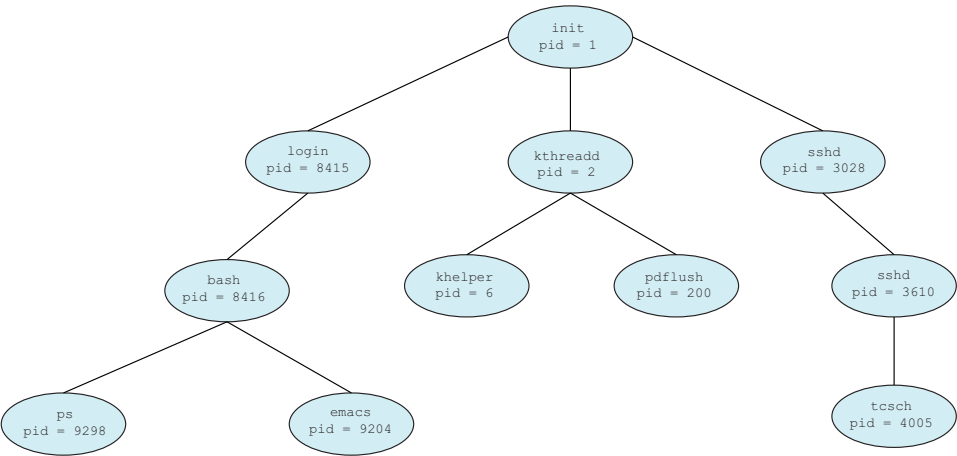 init
pid = 1
login
pid = 8415
kthreadd
pid = 2
sshd
pid = 3028
bash
pid = 8416
khelper
pid = 6
pdflush
pid = 200
sshd
pid = 3610
ps
pid = 9298
emacs
pid = 9204
tcsch
pid = 4005